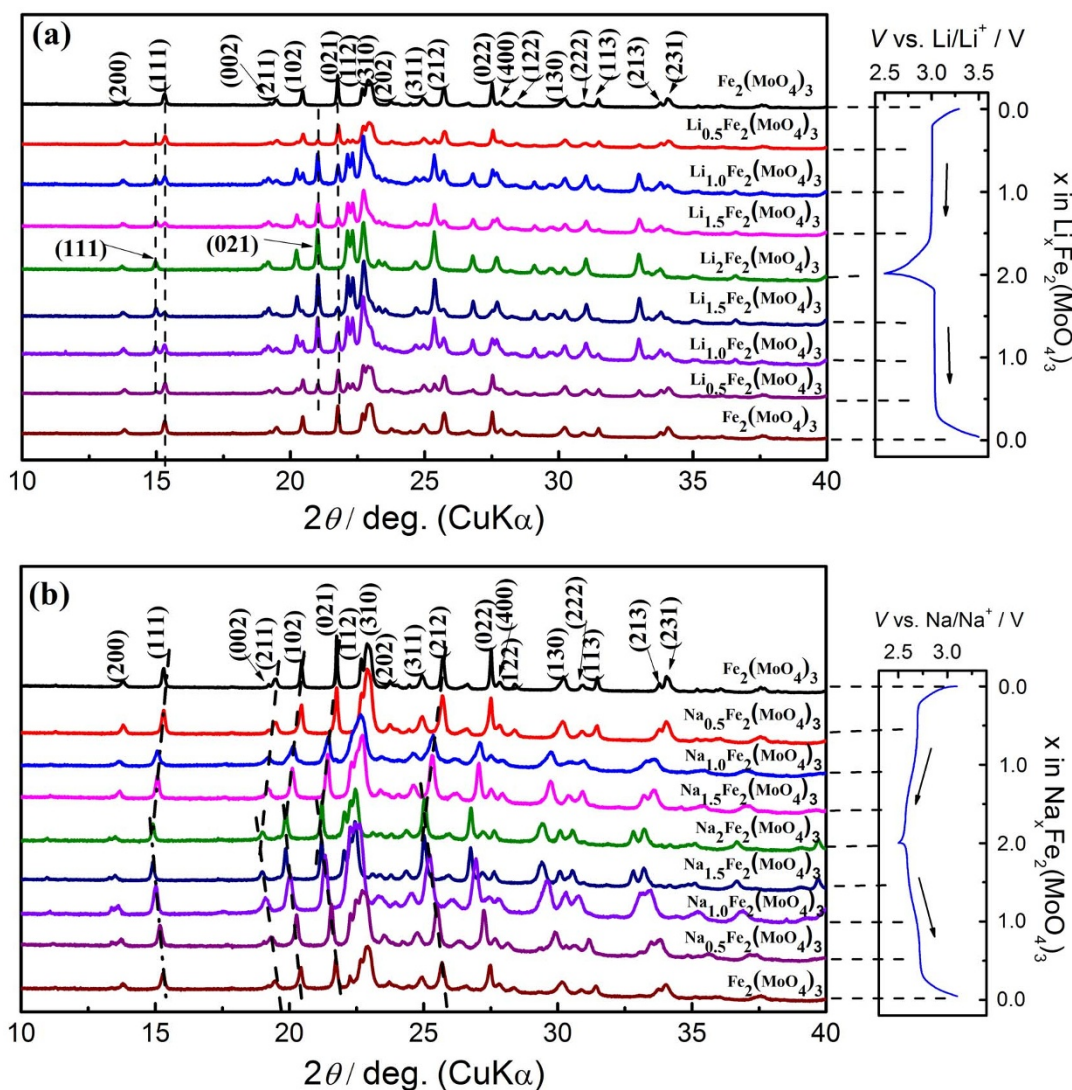 (a)
(200)
(111)
(002)
(211)
(102)
(021)
(112)
(310)
(202)
(311)
(212)
(022)
(400)
(122)
(130)
(222)
(113)
(213)
(231)
Fe2(MoO4)3
Li0.5Fe2(MoO4)3
Li1.0Fe2(MoO4)3
Li1.5Fe2(MoO4)3
(111)
(021)
Li2Fe2(MoO4)3
Li1.5Fe2(MoO4)3
Li1.0Fe2(MoO4)3
Li0.5Fe2(MoO4)3
Fe2(MoO4)3
10 15 20 25 30 35 40
2θ / deg. (CuKα)
V vs. Li/Li+ / V
2.5 3.0 3.5
0.0
1.0
2.0
1.0
0.0
x in LixFe2(MoO4)3
(b)
(200)
(111)
(002)
(211)
(102)
(021)
(112)
(310)
(202)
(311)
(212)
(022)
(400)
(122)
(130)
(222)
(113)
(213)
(231)
Fe2(MoO4)3
Na0.5Fe2(MoO4)3
Na1.0Fe2(MoO4)3
Na1.5Fe2(MoO4)3
Na2Fe2(MoO4)3
Na1.5Fe2(MoO4)3
Na1.0Fe2(MoO4)3
Na0.5Fe2(MoO4)3
Fe2(MoO4)3
10 15 20 25 30 35 40
2θ / deg. (CuKα)
V vs. Na/Na+ / V
2.5 3.0
0.0
1.0
2.0
1.0
0.0
x in NaxFe2(MoO4)3